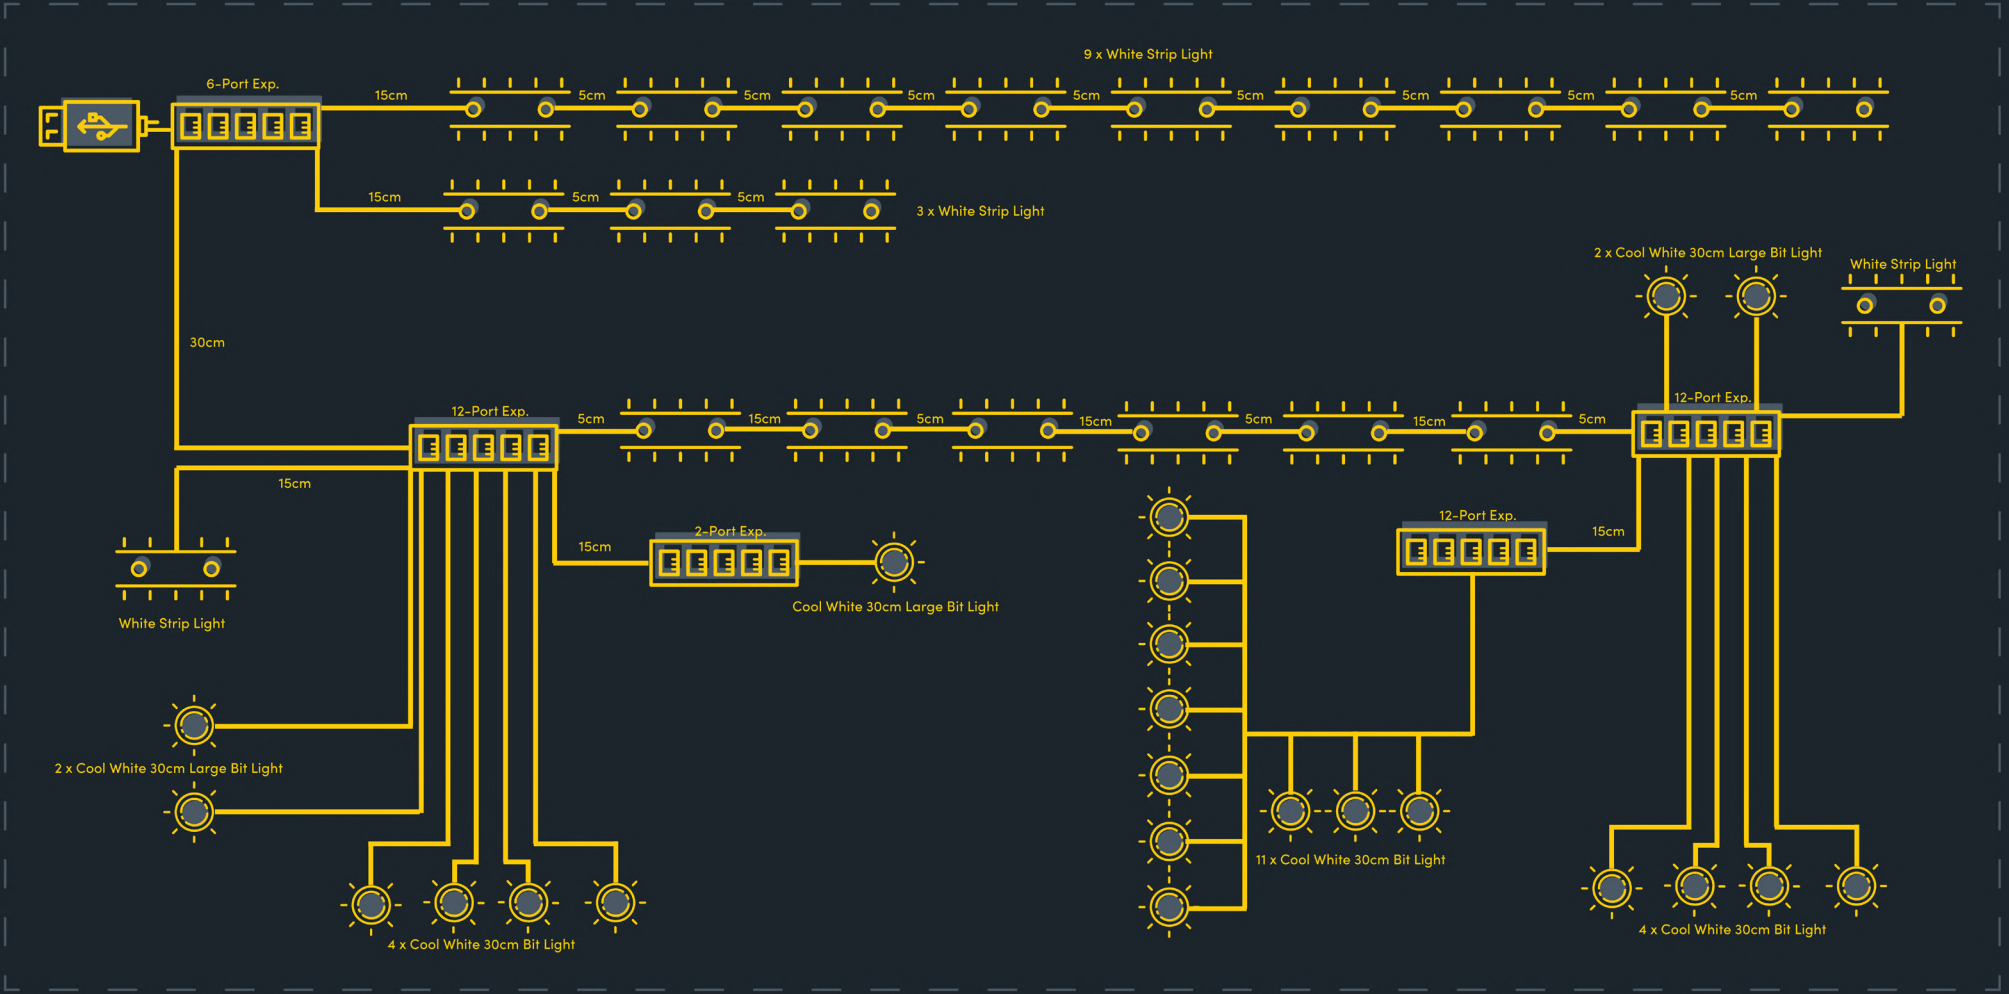 9 x White Strip Light
6-Port Exp.
15cm
5cm
5cm
5cm
5cm
5cm
5cm
5cm
5cm
15cm
5cm
5cm
3 x White Strip Light
2 x Cool White 30cm Large Bit Light
White Strip Light
30cm
12-Port Exp.
12-Port Exp.
5cm
15cm
5cm
15cm
5cm
15cm
5cm
15cm
12-Port Exp.
15cm
2-Port Exp.
15cm
Cool White 30cm Large Bit Light
White Strip Light
2 x Cool White 30cm Large Bit Light
11 x Cool White 30cm Bit Light
4 x Cool White 30cm Bit Light
4 x Cool White 30cm Bit Light